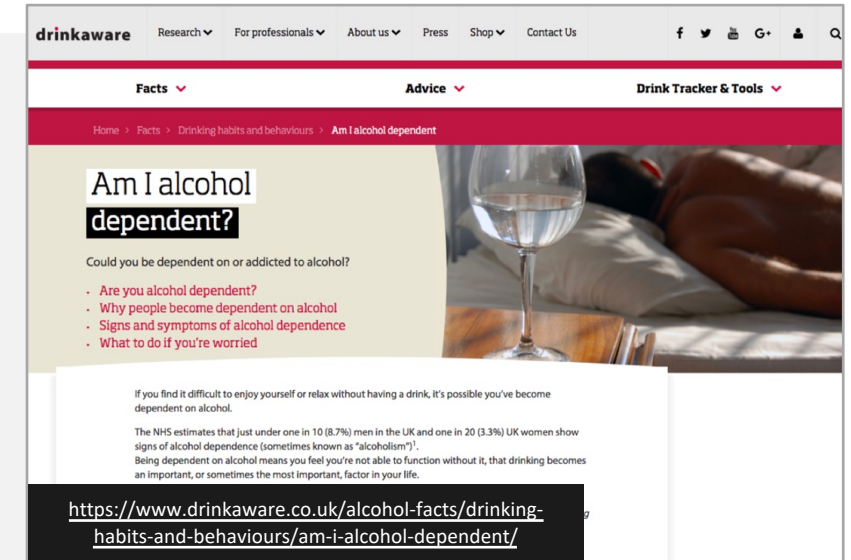 drinkaware Research For professionals About us Press Shop Contact Us f You Tube G+
Facts Advice Drink Tracker & Tools
Home > Facts > Drinking habits and behaviours > Am I alcohol dependent
Am I alcohol
dependent?
Could you be dependent on or addicted to alcohol?
• Are you alcohol dependent?
• Why people become dependent on alcohol
• Signs and symptoms of alcohol dependence
• What to do if you're worried
If you find it difficult to enjoy yourself or relax without having a drink, it's possible you've become
dependent on alcohol.
The NHS estimates that just under one in 10 (8.7%) men in the UK and one in 20 (3.3%) UK women show
signs of alcohol dependence (sometimes known as "alcoholism")1.
Being dependent on alcohol means you feel you're not able to function without it, that drinking becomes
an important, or sometimes the most important, factor in your life.
https://www.drinkaware.co.uk/alcohol-facts/drinking-
habits-and-behaviours/am-i-alcohol-dependent/